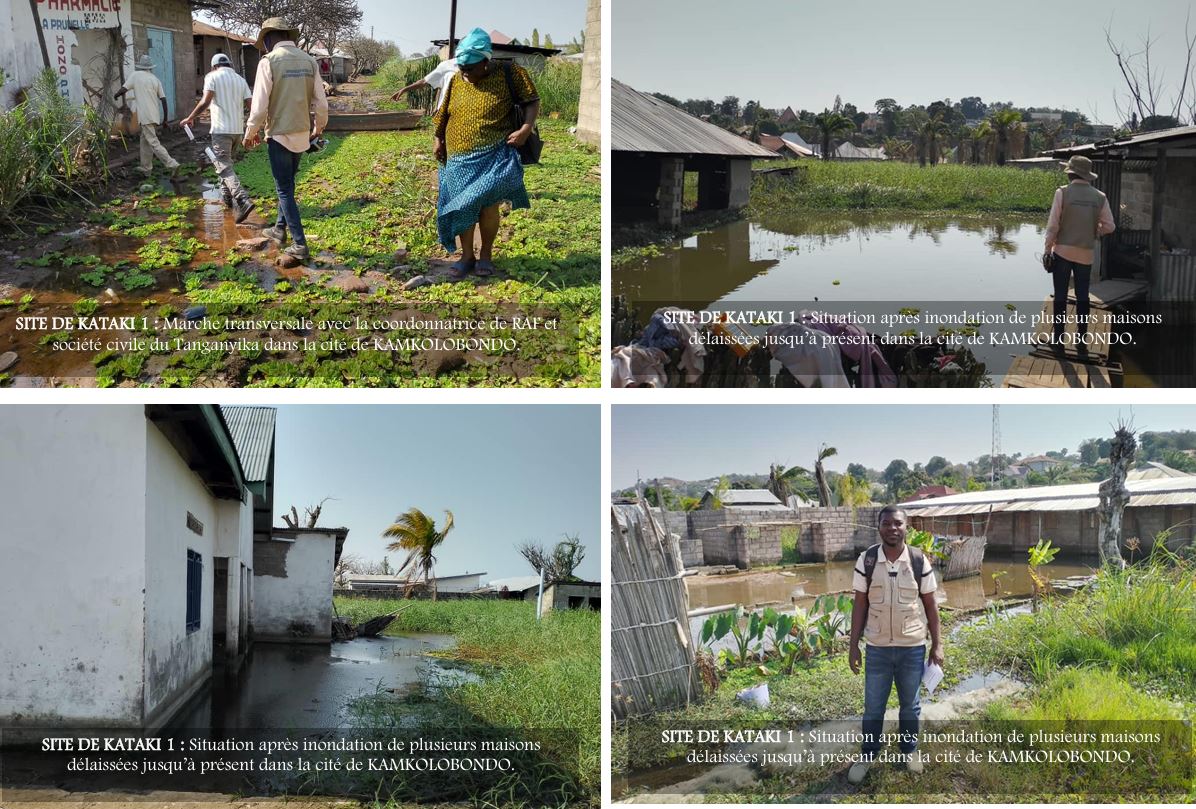 PHARMACIE
LA PRUNELLE
HONO
SITE DE KATAKI 1 : Marche transversale avec la coordonnatrice de RAF et
société civile du Tanganyika dans la cité de KAMKOLOBONDO.
SITE DE KATAKI 1 : Situation après inondation de plusieurs maisons
délaissées jusqu'à présent dans la cité de KAMKOLOBONDO.
SITE DE KATAKI 1 : Situation après inondation de plusieurs maisons
délaissées jusqu'à présent dans la cité de KAMKOLOBONDO.
SITE DE KATAKI 1 : Situation après inondation de plusieurs maisons
délaissées jusqu'à présent dans la cité de KAMKOLOBONDO.